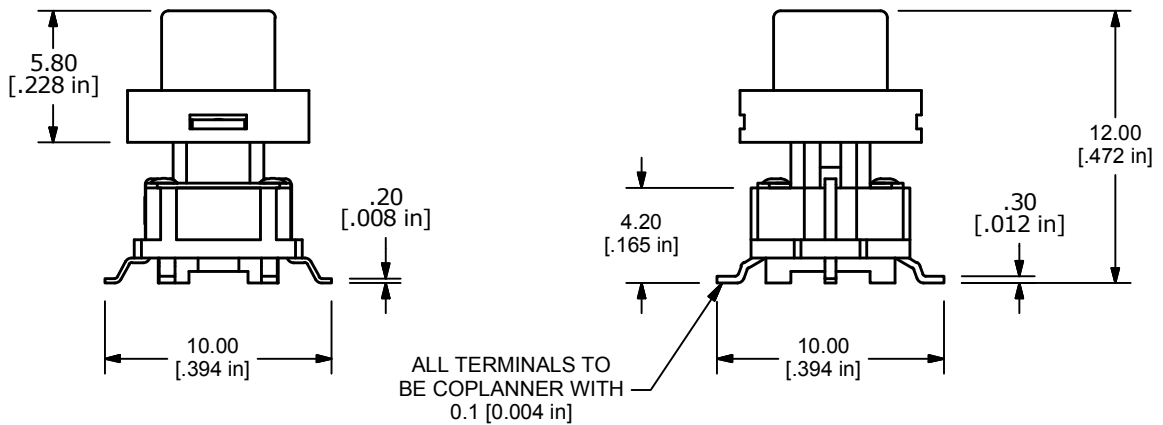 5.80
[.228 in]
.20
[.008 in]
10.00
[.394 in]
4.20
[.165 in]
.30
[.012 in]
12.00
[.472 in]
10.00
[.394 in]
ALL TERMINALS TO
BE COPLANNER WITH
0.1 [0.004 in]